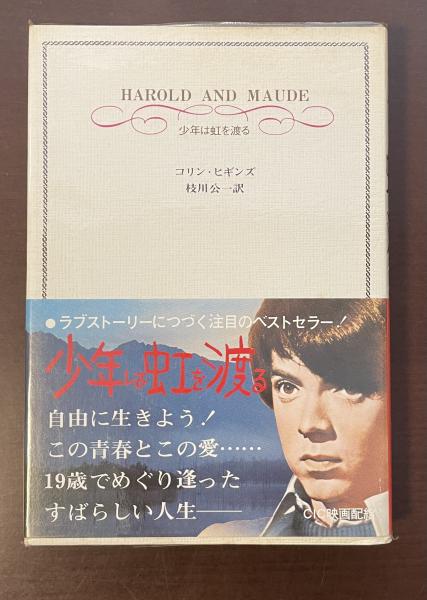 HAROLD AND MAUDE
少年は虹を渡る
コリン・ヒギンズ
枝川公一訳
●ラブストーリーにつづく注目のベストセラー!
少年は虹を渡る
自由に生きよう!
この青春とこの愛……
19歳でめぐり逢った
すばらしい人生——
CIC映画配給